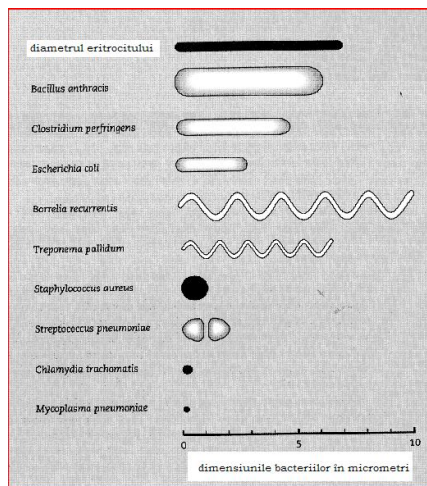 diametrul eritrocitului
Bacillus anthracis
Clostridium perfringens
Escherichia coli
Borrelia recurrentis
Treponema pallidum
Staphylococcus aureus
Streptococcus pneumoniae
Chlamydia trachomatis
Mycoplasma pneumoniae
0 5 10
dimensiunile bacteriilor în micrometri